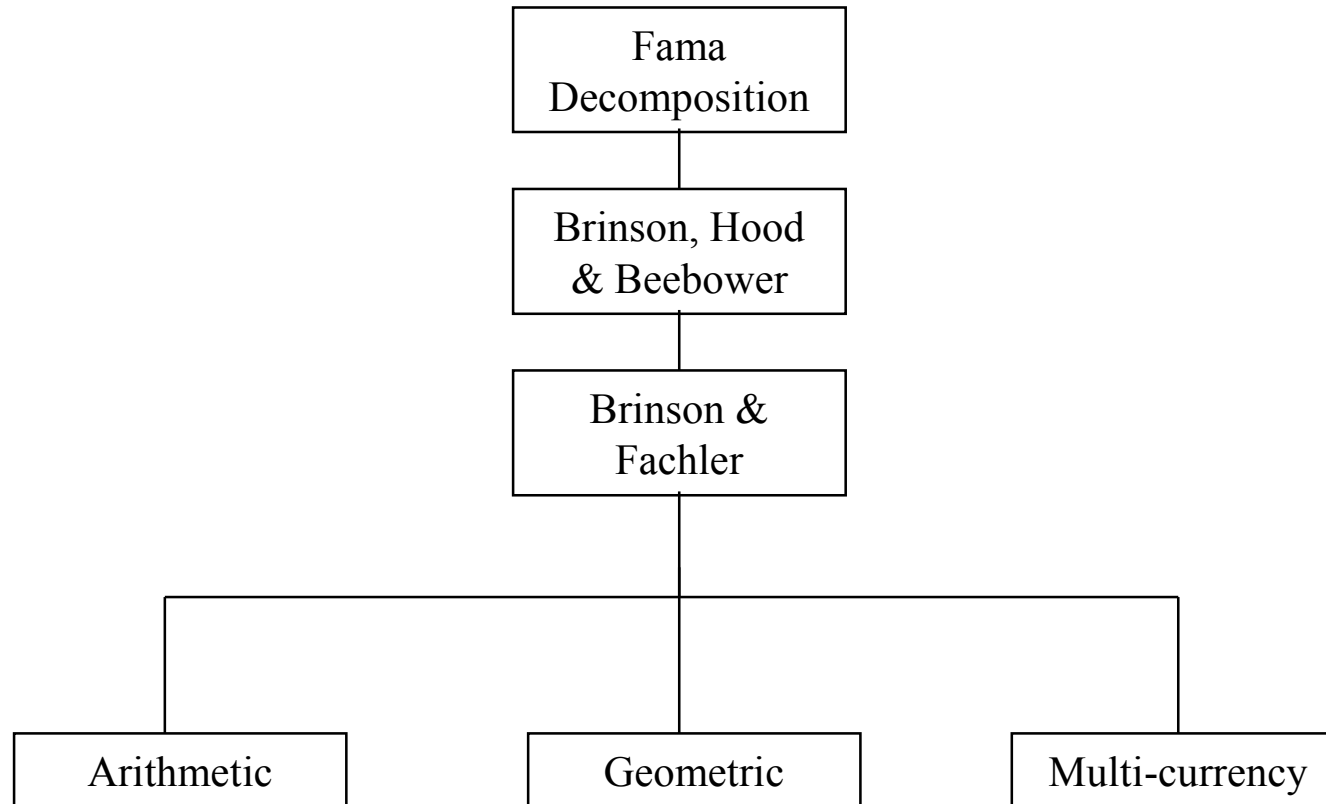 Fama
Decomposition
Brinson, Hood
& Beebower
Brinson &
Fachler
Arithmetic
Geometric
Multi-currency